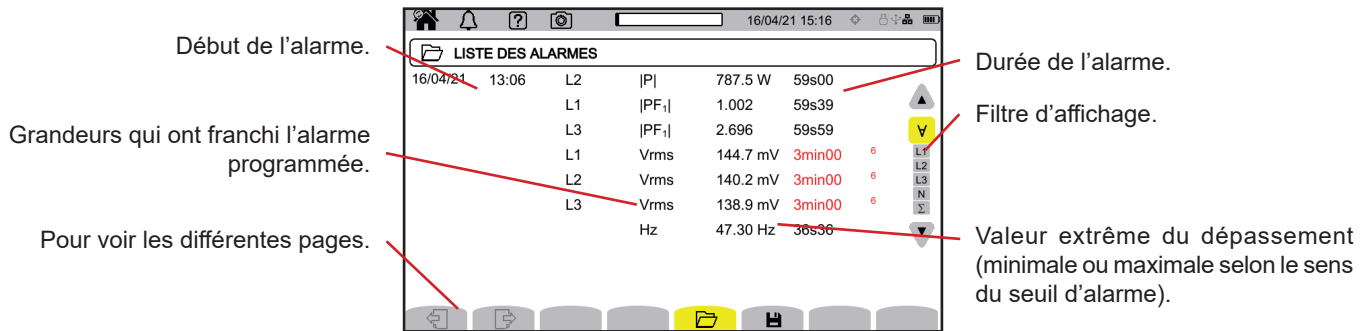 16/04/21 15:16
LISTE DES ALARMES
Début de l'alarme.
Grandeurs qui ont franchi l'alarme
programmée.
Pour voir les différentes pages.
16/04/21 13:06 L2 |P| 787.5 W 59s00
L1 |PF₁| 1.002 59s39
L3 |PF₁| 2.696 59s59
L1 Vrms 144.7 mV 3min00 6
L2 Vrms 140.2 mV 3min00 6
L3 Vrms 138.9 mV 3min00 6
Hz 47.30 Hz 36s36
∀
L1
L2
L3
N
Σ
Durée de l'alarme.
Filtre d'affichage.
Valeur extrême du dépassement
(minimale ou maximale selon le sens
du seuil d'alarme).